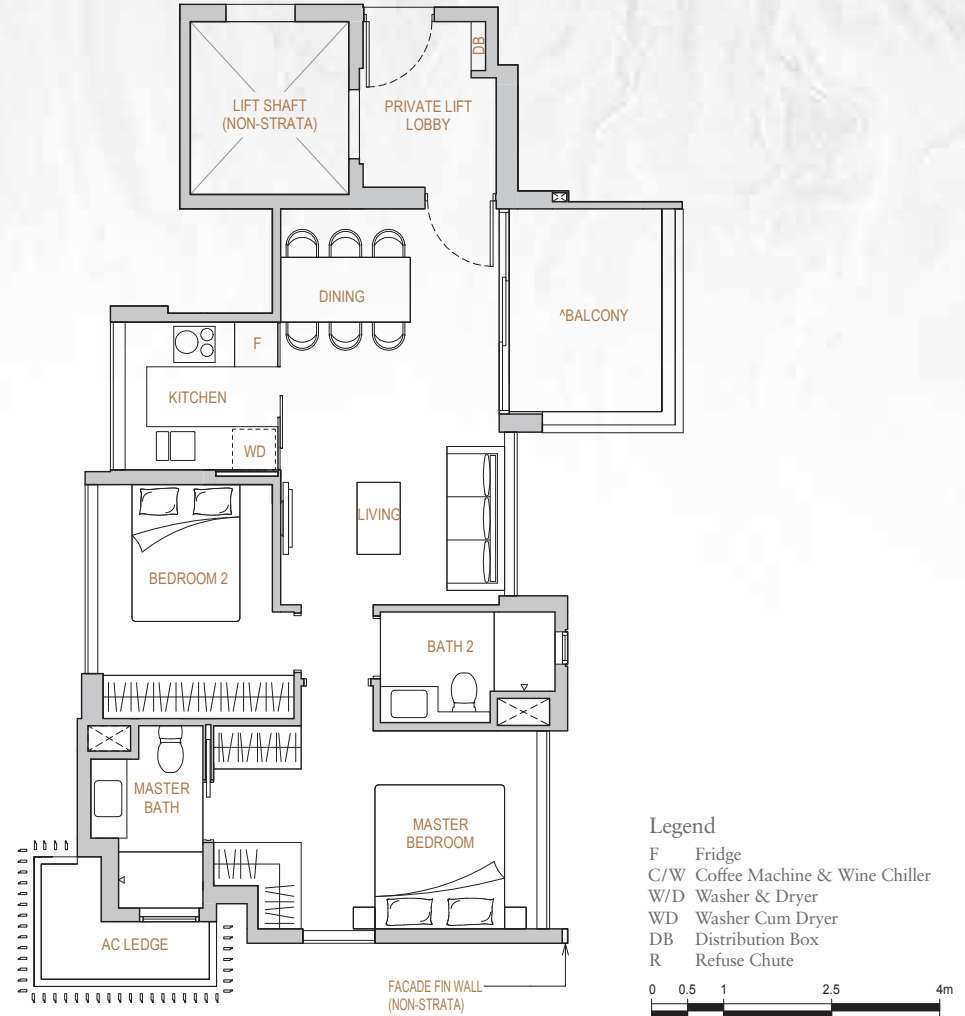 DB
LIFT SHAFT
(NON-STRATA)
PRIVATE LIFT
LOBBY
DINING
^BALCONY
F
KITCHEN
WD
LIVING
BEDROOM 2
BATH 2
MASTER
BATH
MASTER
BEDROOM
AC LEDGE
FACADE FIN WALL
(NON-STRATA)
Legend
F Fridge
C/W Coffee Machine & Wine Chiller
W/D Washer & Dryer
WD Washer Cum Dryer
DB Distribution Box
R Refuse Chute
0 0.5 1 2.5 4m